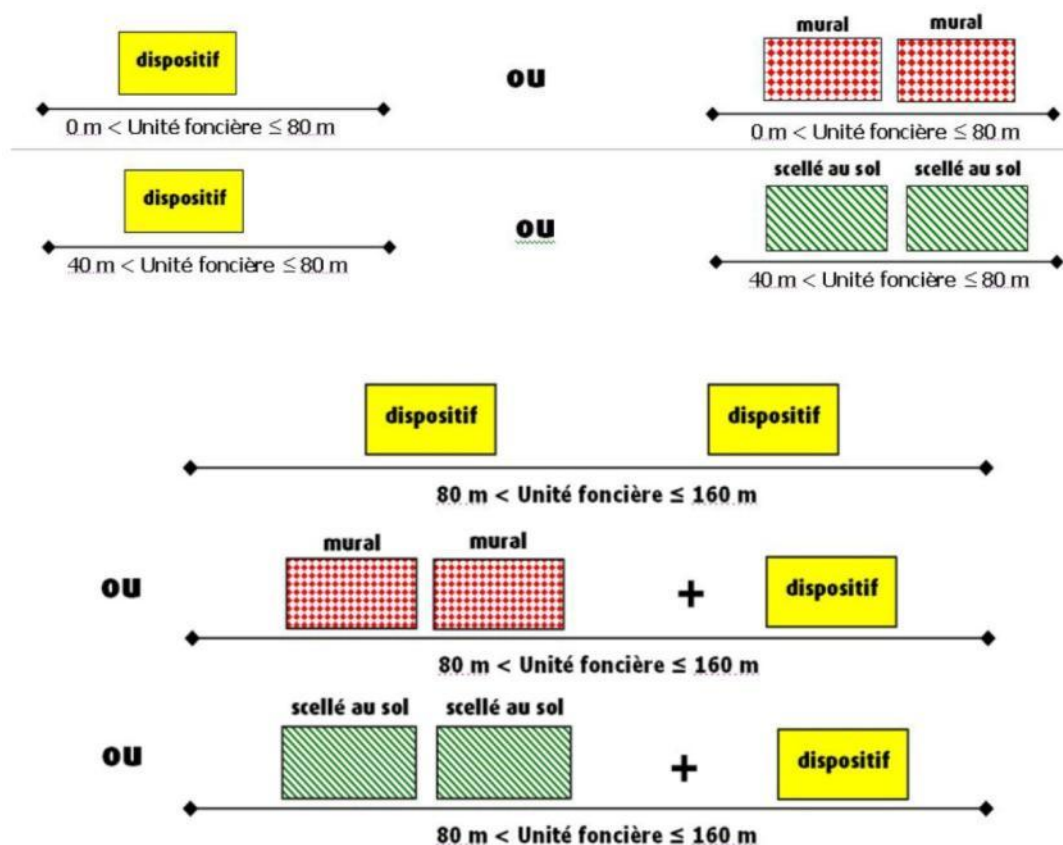 dispositif
ou
mural mural
0 m < Unité foncière ≤ 80 m
0 m < Unité foncière ≤ 80 m
dispositif
ou
scellé au sol scellé au sol
40 m < Unité foncière ≤ 80 m
40 m < Unité foncière ≤ 80 m
dispositif dispositif
80 m < Unité foncière ≤ 160 m
ou
mural mural
+
dispositif
80 m < Unité foncière ≤ 160 m
ou
scellé au sol scellé au sol
+
dispositif
80 m < Unité foncière ≤ 160 m